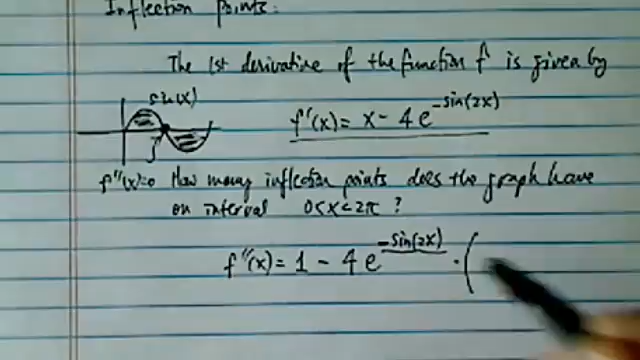 Inflection points:
The 1st derivative of the function f is given by
sin(x)
f'(x) = x - 4e^{-sin(2x)}
f''(x)=0 How many inflection points does the graph have
on interval 0<x<2π ?
f''(x) = 1 - 4e^{-sin(2x)} · (